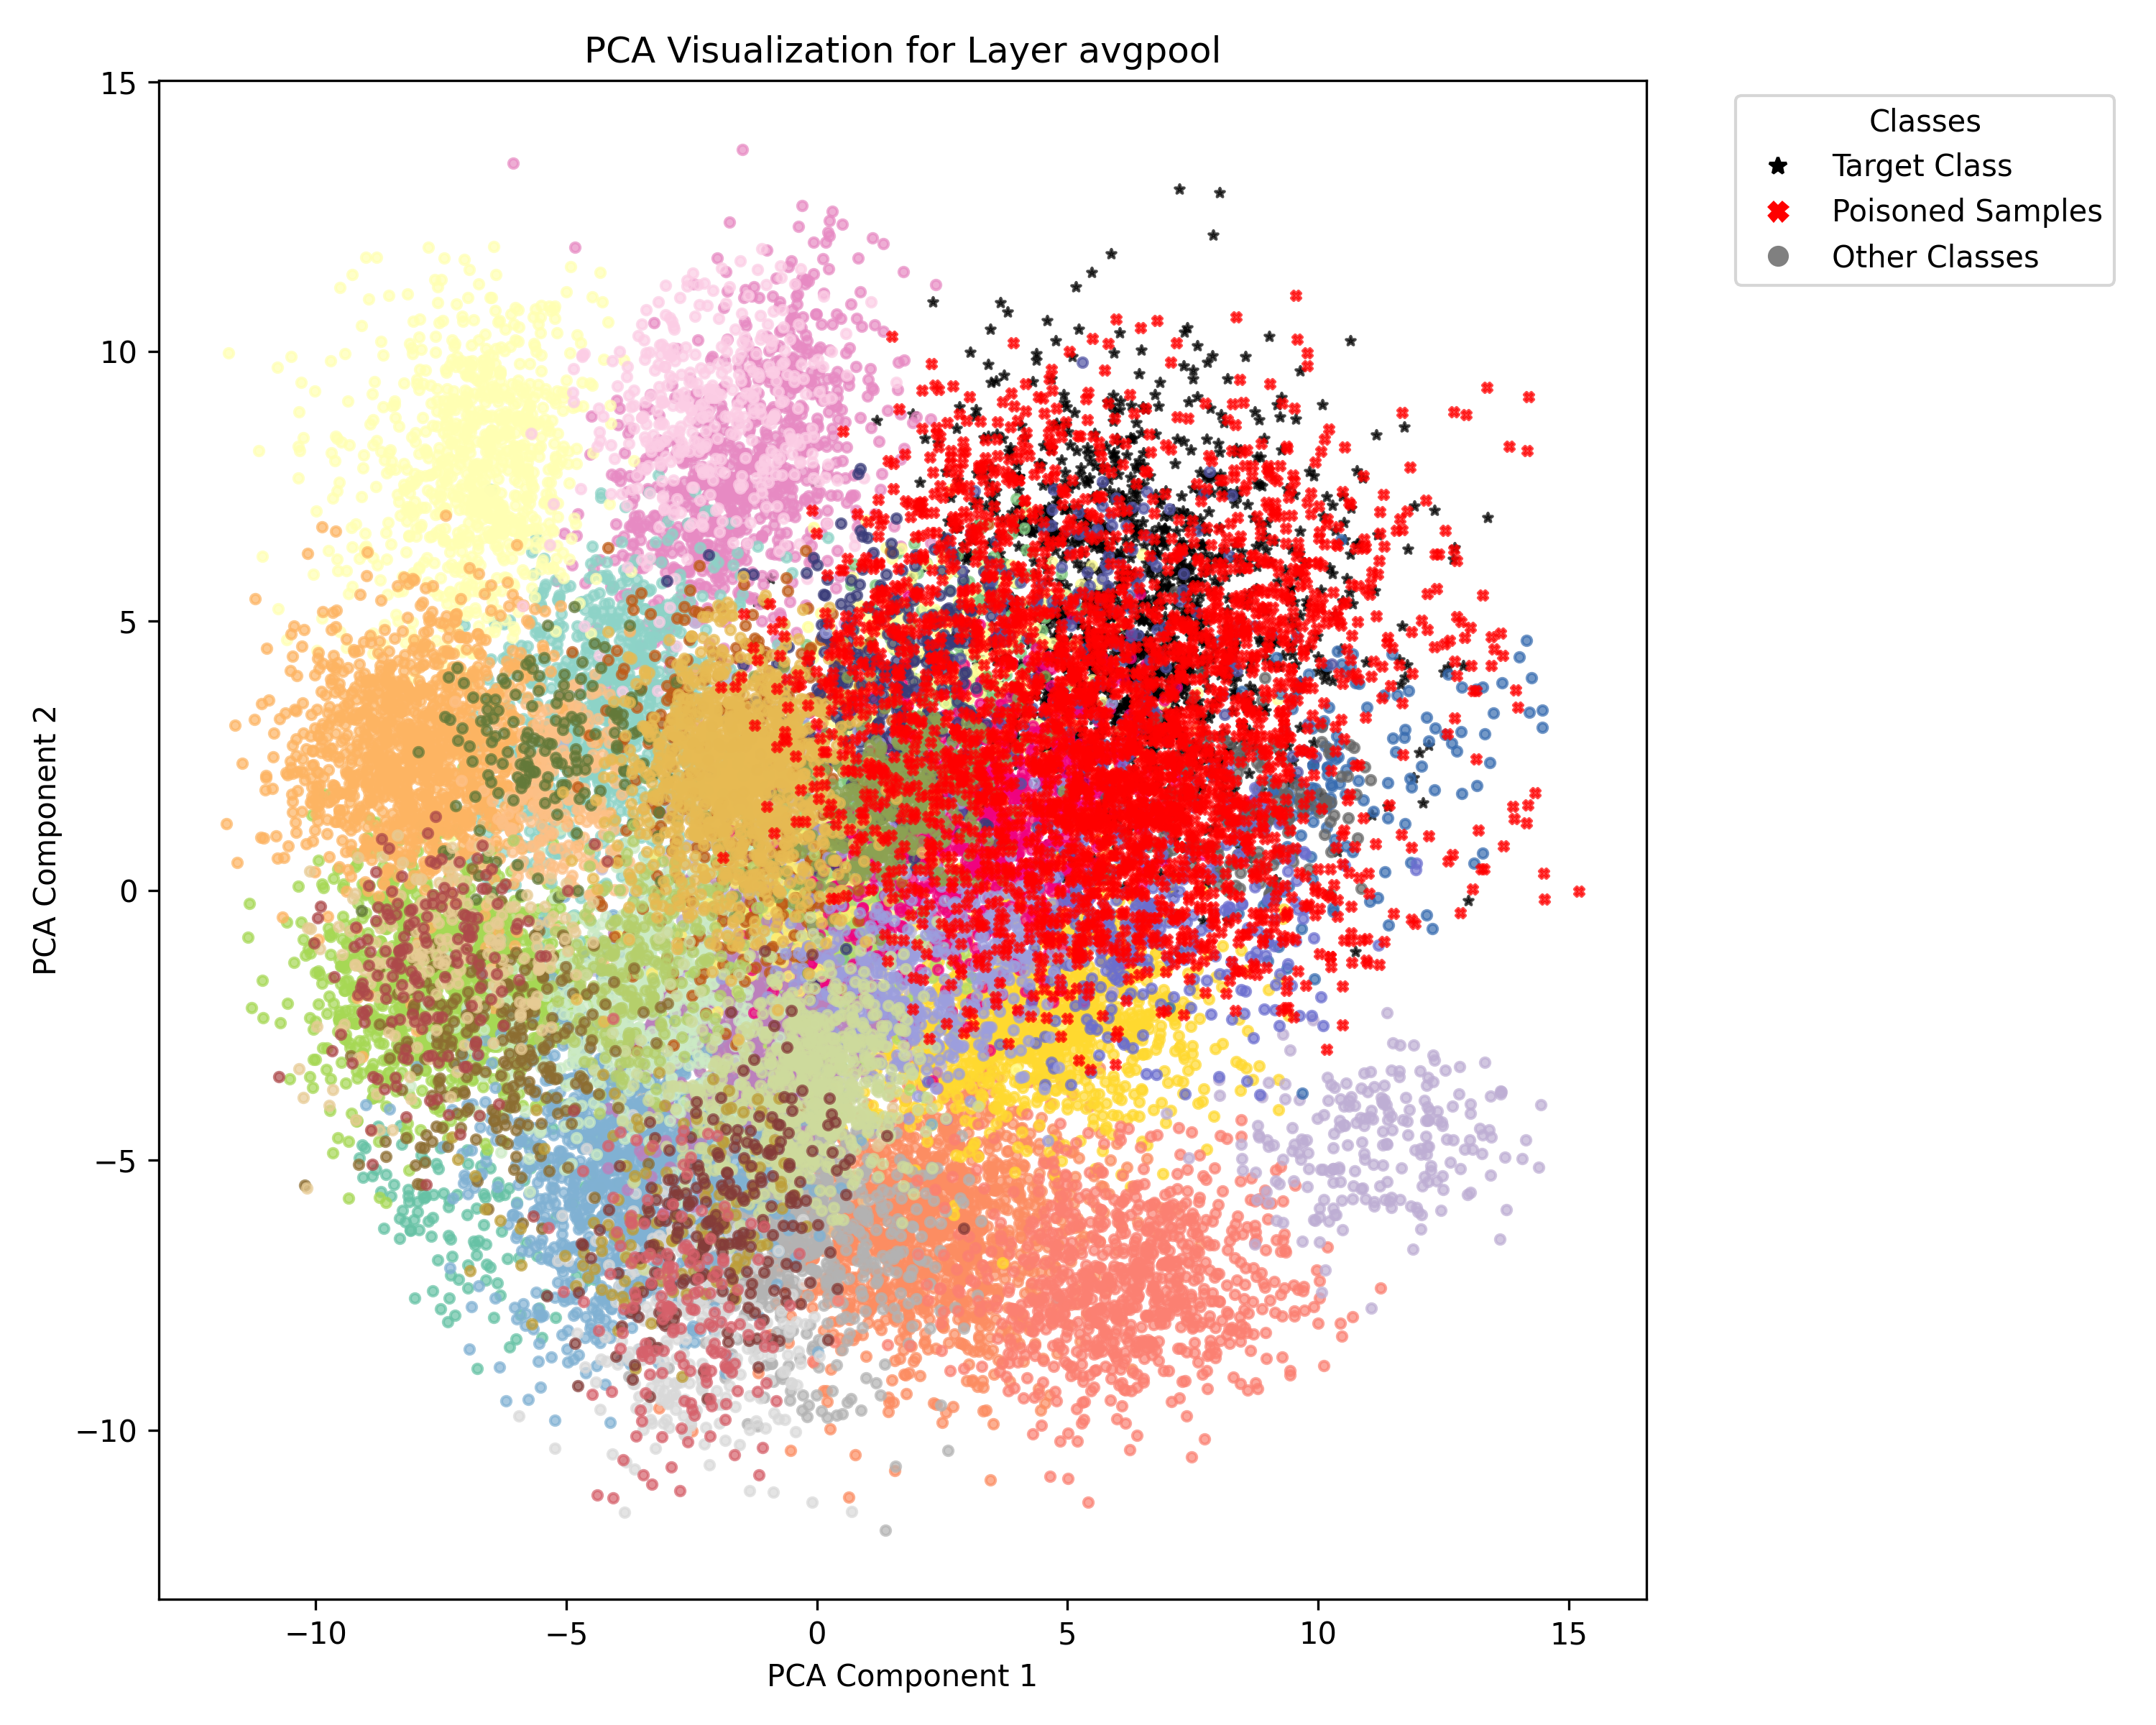 PCA Visualization for Layer avgpool
Classes
Target Class
Poisoned Samples
Other Classes
15
10
5
0
−5
−10
PCA Component 2
−10
−5
0
5
10
15
PCA Component 1